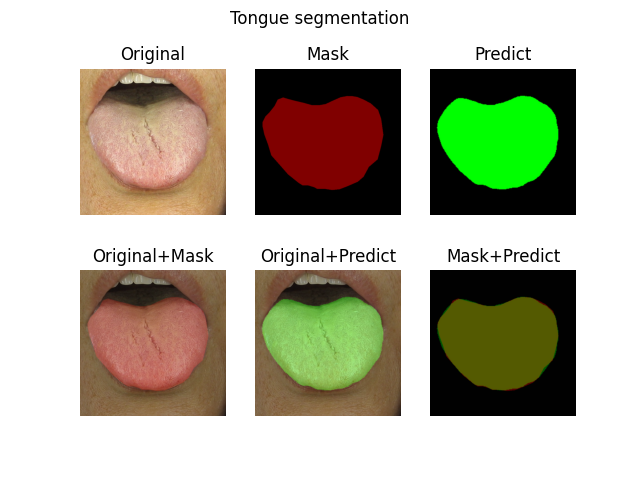 Tongue segmentation
Original
Mask
Predict
Original+Mask
Original+Predict
Mask+Predict